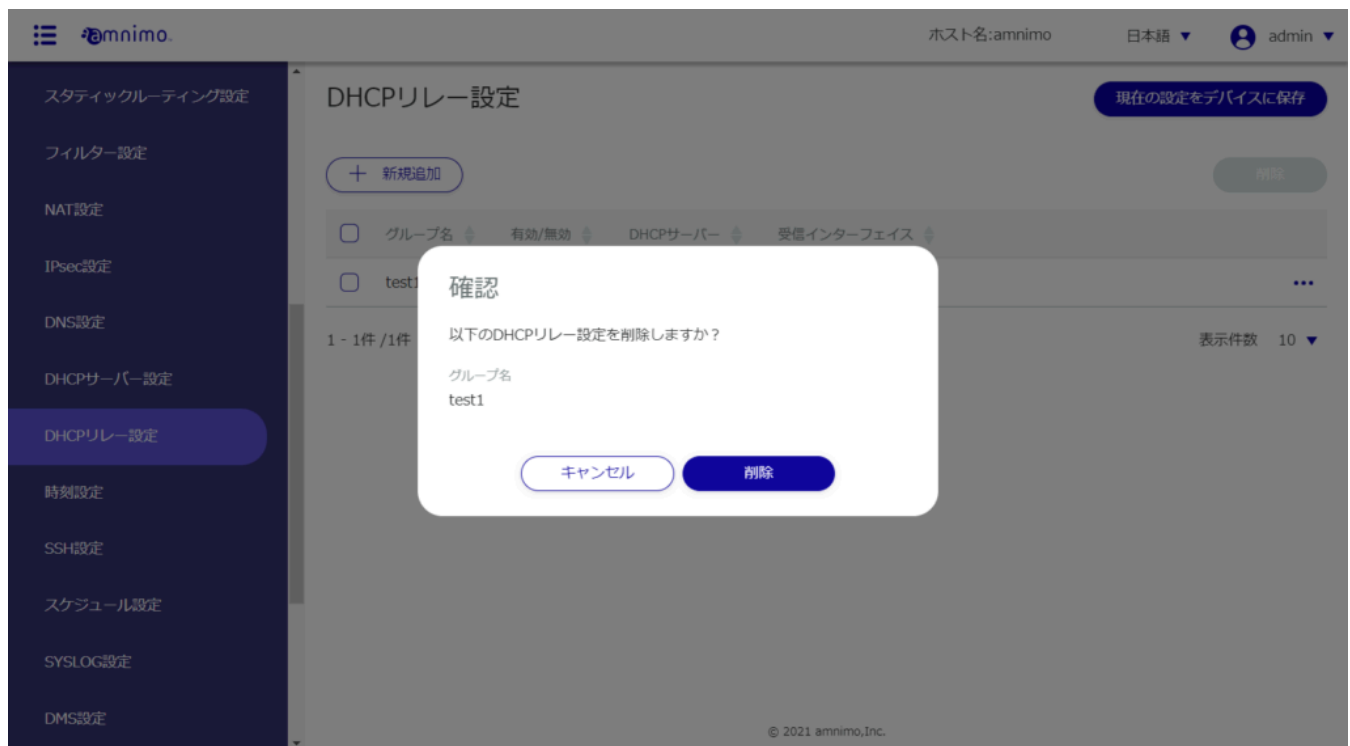 amnimo.
ホスト名:amnimo
日本語 ▼
admin ▼
スタティックルーティング設定
フィルター設定
NAT設定
IPsec設定
DNS設定
DHCPサーバー設定
DHCPリレー設定
時刻設定
SSH設定
スケジュール設定
SYSLOG設定
DMS設定
DHCPリレー設定
現在の設定をデバイスに保存
+ 新規追加
削除
グループ名 有効/無効 DHCPサーバー 受信インターフェイス
test1
1 - 1件 /1件
表示件数 10 ▼
確認
以下のDHCPリレー設定を削除しますか？
グループ名
test1
キャンセル
削除
© 2021 amnimo,Inc.